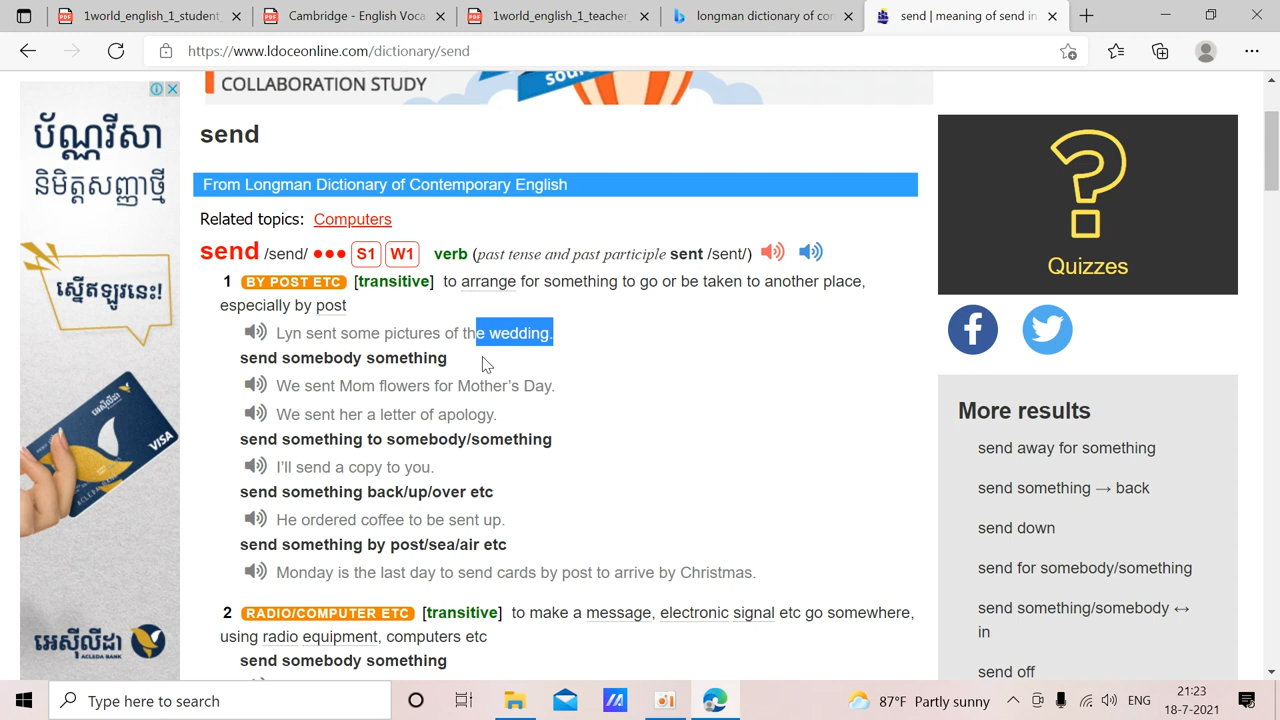 1000english_1_student_
Cambridge - English Voca
1000english_1_teacher_
longman dictionary of con
send | meaning of send in
https://www.ldoceonline.com/dictionary/send
COLLABORATION STUDY
sour
send
From Longman Dictionary of Contemporary English
Related topics: Computers
send /send/ ●●● S1 W1 verb (past tense and past participle sent /sent/)
1 BY POST ETC [transitive] to arrange for something to go or be taken to another place,
especially by post
Lyn sent some pictures of the wedding.
send somebody something
We sent Mom flowers for Mother’s Day.
We sent her a letter of apology.
send something to somebody/something
I’ll send a copy to you.
send something back/up/over etc
He ordered coffee to be sent up.
send something by post/sea/air etc
Monday is the last day to send cards by post to arrive by Christmas.
2 RADIO/COMPUTER ETC [transitive] to make a message, electronic signal etc go somewhere,
using radio equipment, computers etc
send somebody something
ប័ណ្ណវីសា
និមិត្តសញ្ញាថ្មី
ស្នើឥឡូវនេះ!
VISA
អេស៊ីលីដា
ACLEDA BANK
?
Quizzes
More results
send away for something
send something → back
send down
send for somebody/something
send something/somebody ↔
in
send off
Type here to search
87°F Partly sunny
ENG
21:23
18-7-2021